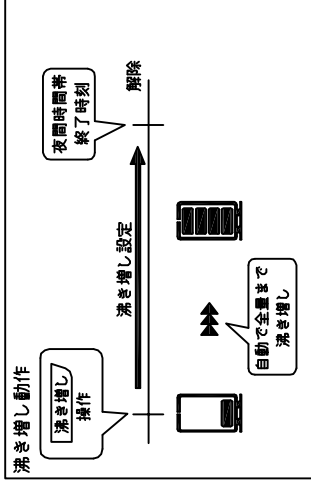 沸き増し動作
沸き増し
操作
沸き増し設定
夜間時間帯
終了時刻
解除
自動で全量まで
沸き増し